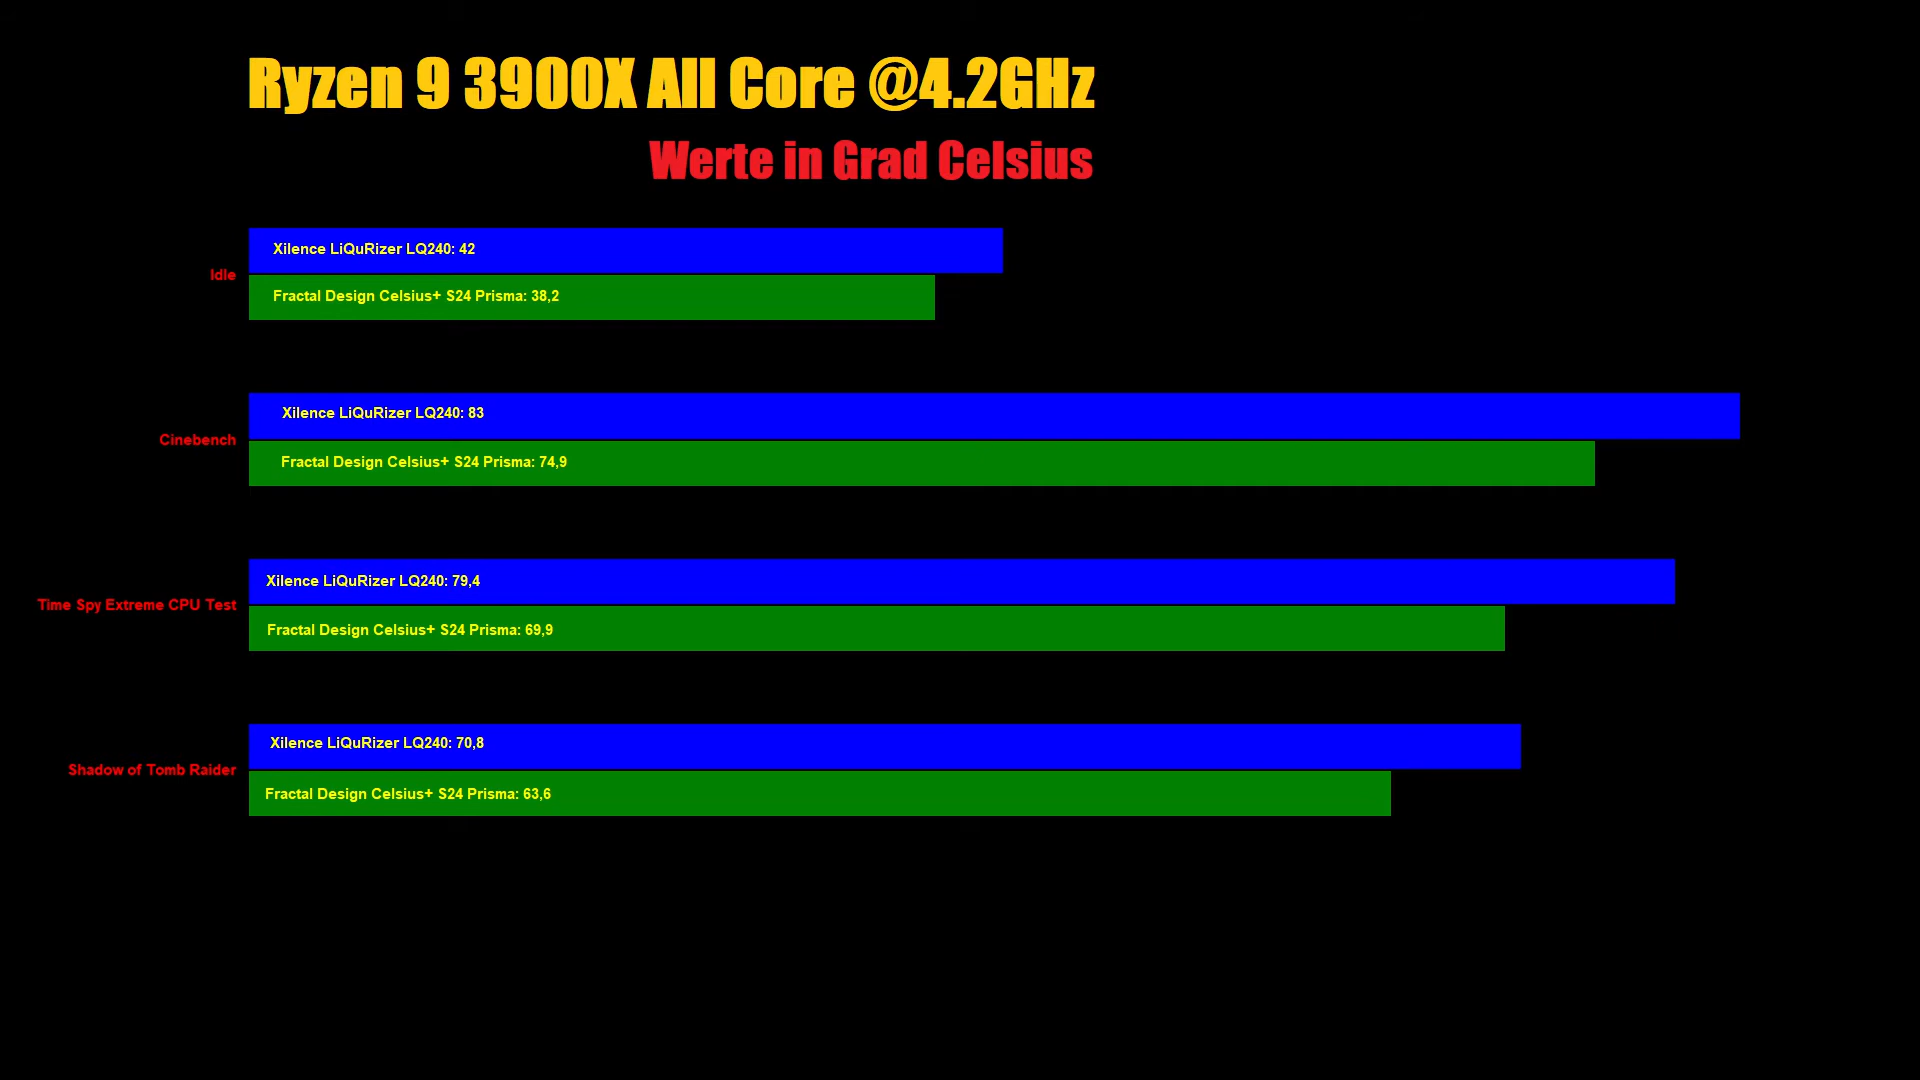 Ryzen 9 3900X All Core @4.2GHz
Werte in Grad Celsius
Idle
Xilence LiQuRizer LQ240: 42
Fractal Design Celsius+ S24 Prisma: 38,2
Cinebench
Xilence LiQuRizer LQ240: 83
Fractal Design Celsius+ S24 Prisma: 74,9
Time Spy Extreme CPU Test
Xilence LiQuRizer LQ240: 79,4
Fractal Design Celsius+ S24 Prisma: 69,9
Shadow of Tomb Raider
Xilence LiQuRizer LQ240: 70,8
Fractal Design Celsius+ S24 Prisma: 63,6